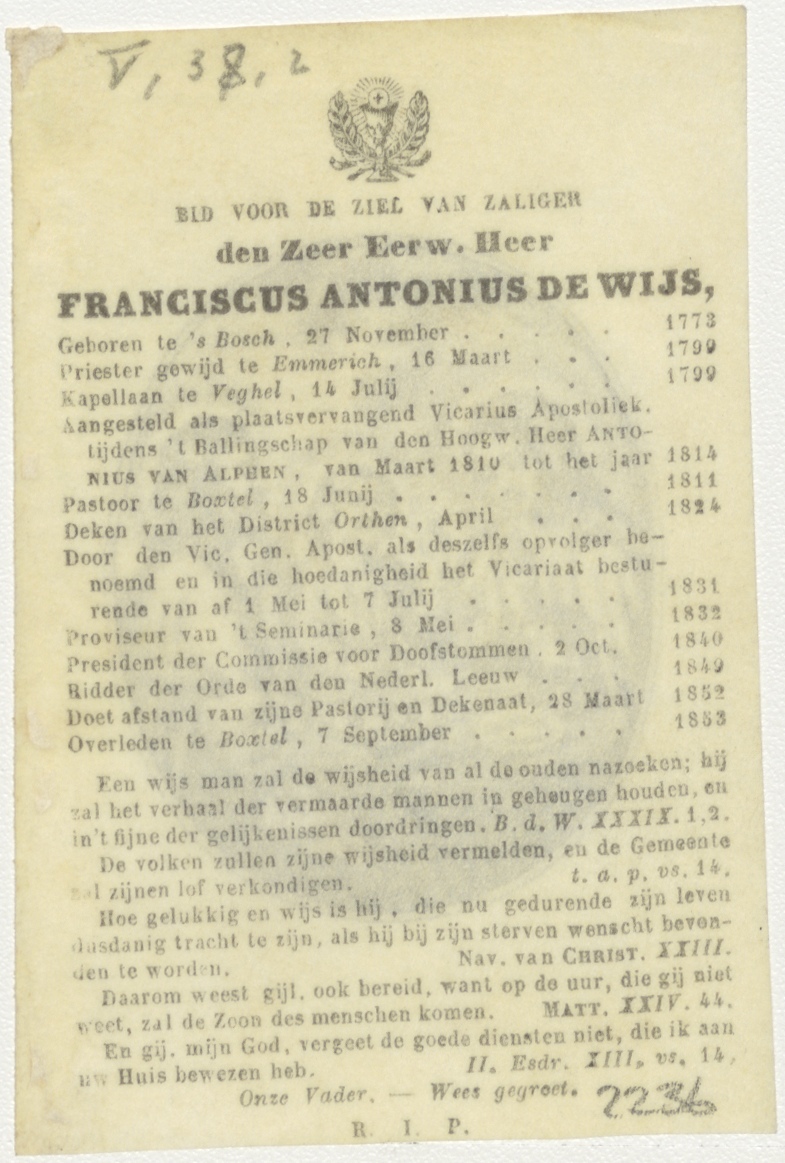 V, 38, 2
BID VOOR DE ZIEL VAN ZALIGER
den Zeer Eerw. Heer
FRANCISCUS ANTONIUS DE WIJS,
Geboren te 's Bosch, 27 November . . . . . 1773
Priester gewijd te Emmerich, 16 Maart . . . 1799
Kapellaan te Veghel, 14 Julij . . . . . . 1799
Aangesteld als plaatsvervangend Vicarius Apostoliek,
tijdens 't Ballingschap van den Hoogw. Heer ANTO-
NIUS VAN ALPHEN, van Maart 1810 tot het jaar 1814
Pastoor te Boxtel, 18 Junij . . . . . . . 1811
Deken van het District Orthen, April . . . 1824
Door den Vic. Gen. Apost. als deszelfs opvolger be-
noemd en in die hoedanigheid het Vicariaat bestu-
rende van af 1 Mei tot 7 Julij . . . . . 1831
Proviseur van 't Seminarie, 8 Mei . . . . . 1832
President der Commissie voor Doofstommen, 2 Oct. 1840
Ridder der Orde van den Nederl. Leeuw . . . 1849
Doet afstand van zijne Pastorij en Dekenaat, 28 Maart 1852
Overleden te Boxtel, 7 September . . . . . 1853
Een wijs man zal de wijsheid van al de ouden nazoeken; hij
zal het verhaal der vermaarde mannen in geheugen houden, en
in 't fijne der gelijkenissen doordringen. B. d. W. XXXIX. 1,2.
De volken zullen zijne wijsheid vermelden, en de Gemeente
zal zijnen lof verkondigen. t. a. p. vs. 14.
Hoe gelukkig en wijs is hij, die nu gedurende zijn leven
dusdanig tracht te zijn, als hij bij zijn sterven wenscht bevon-
den te worden. Nav. van CHRIST. XXIII.
Daarom weest gijl. ook bereid, want op de uur, die gij niet
weet, zal de Zoon des menschen komen. MATT. XXIV. 44.
En gij, mijn God, vergeet de goede diensten niet, die ik aan
uw Huis bewezen heb. II. Esdr. XIII, vs. 14,
Onze Vader. — Wees gegroet.
2236
R. I. P.